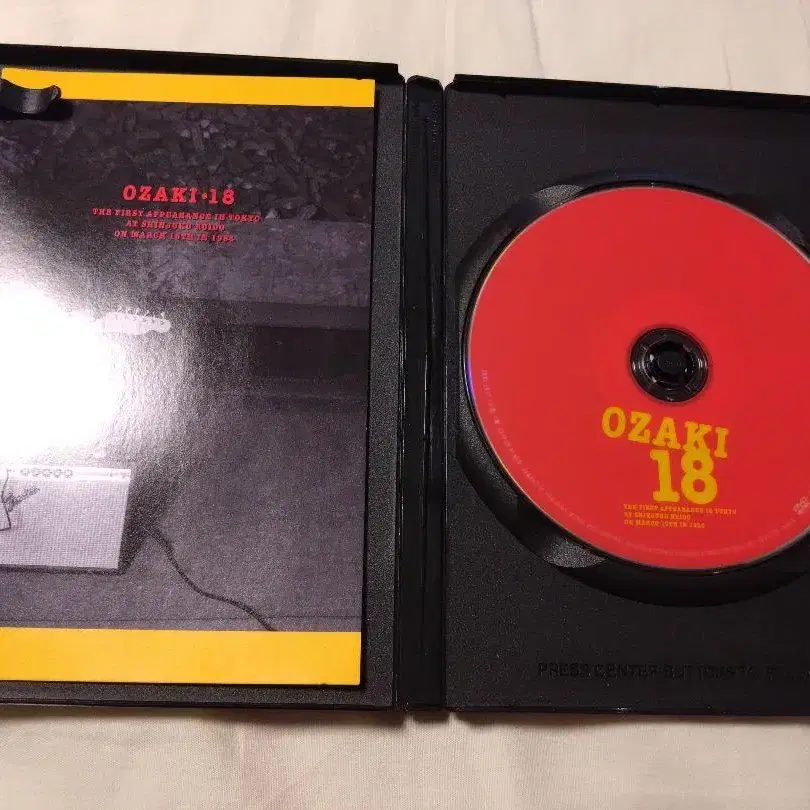 OZAKI・18
THE FIRST APPEARANCE IN TOKYO
AT SHINJUKU RUIDO
ON MARCH 15TH IN 1984
OZAKI
18
THE FIRST APPEARANCE IN TOKYO
AT SHINJUKU RUIDO
ON MARCH 15TH IN 1984
PRESS CENTER BUTTON TO